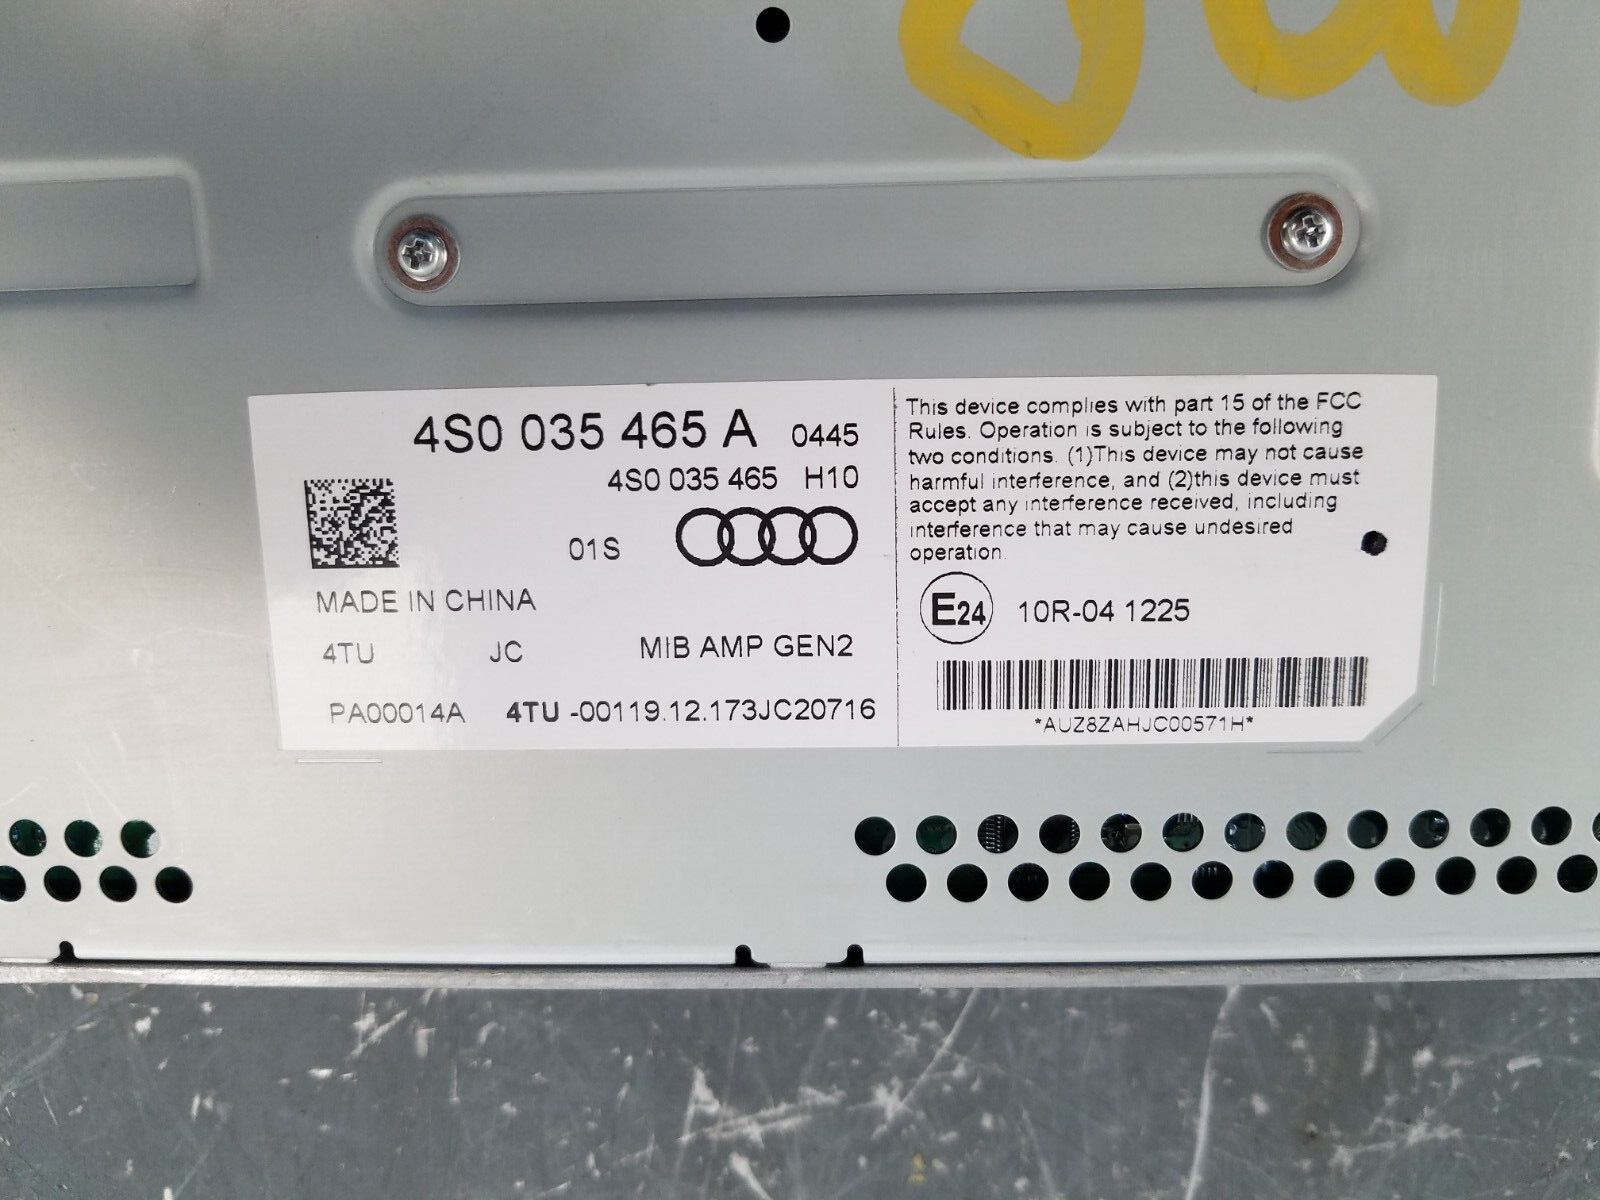 4S0 035 465 A 0445
4S0 035 465 H10
01S
MADE IN CHINA
4TU JC MIB AMP GEN2
PA00014A 4TU -00119.12.173JC20716
This device complies with part 15 of the FCC
Rules. Operation is subject to the following
two conditions. (1)This device may not cause
harmful interference, and (2)this device must
accept any interference received, including
interference that may cause undesired
operation.
E24 10R-04 1225
*AUZ8ZAHJC00571H*